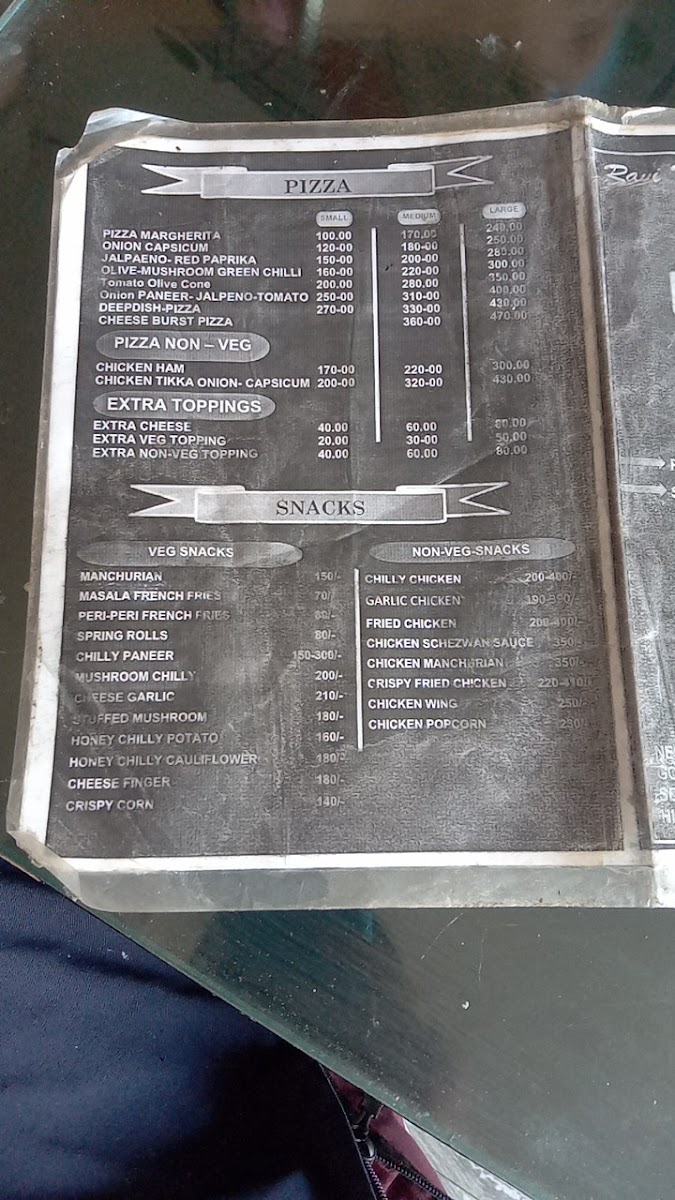 PIZZA
SMALL MEDIUM LARGE
PIZZA MARGHERITA 100.00 170.00 240.00
ONION CAPSICUM 120-00 180-00 250.00
JALPAENO- RED PAPRIKA 150-00 200-00 280.00
OLIVE-MUSHROOM GREEN CHILLI 160-00 220-00 300.00
Tomato Olive Cone 200.00 280.00 350.00
Onion PANEER- JALPENO-TOMATO 250-00 310-00 400.00
DEEPDISH-PIZZA 270-00 330-00 430.00
CHEESE BURST PIZZA 360-00 470.00
PIZZA NON – VEG
CHICKEN HAM 170-00 220-00 300.00
CHICKEN TIKKA ONION- CAPSICUM 200-00 320-00 430.00
EXTRA TOPPINGS
EXTRA CHEESE 40.00 60.00 80.00
EXTRA VEG TOPPING 20.00 30-00 50.00
EXTRA NON-VEG TOPPING 40.00 60.00 80.00
SNACKS
VEG SNACKS
MANCHURIAN 150/-
MASALA FRENCH FRIES 70/-
PERI-PERI FRENCH FRIES 80/-
SPRING ROLLS 80/-
CHILLY PANEER 150-300/-
MUSHROOM CHILLY 200/-
CHEESE GARLIC 210/-
STUFFED MUSHROOM 180/-
HONEY CHILLY POTATO 160/-
HONEY CHILLY CAULIFLOWER 180/-
CHEESE FINGER 180/-
CRISPY CORN 140/-
NON-VEG-SNACKS
CHILLY CHICKEN 200-400/-
GARLIC CHICKEN
FRIED CHICKEN 200-400/-
CHICKEN SCHEZWAN SAUCE 350/-
CHICKEN MANCHURIAN 350/-
CRISPY FRIED CHICKEN
CHICKEN WING 250/-
CHICKEN POPCORN
Ravi